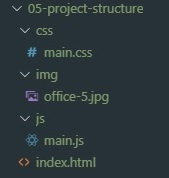 05-project-structure
css
# main.css
img
office-5.jpg
js
main.js
<> index.html